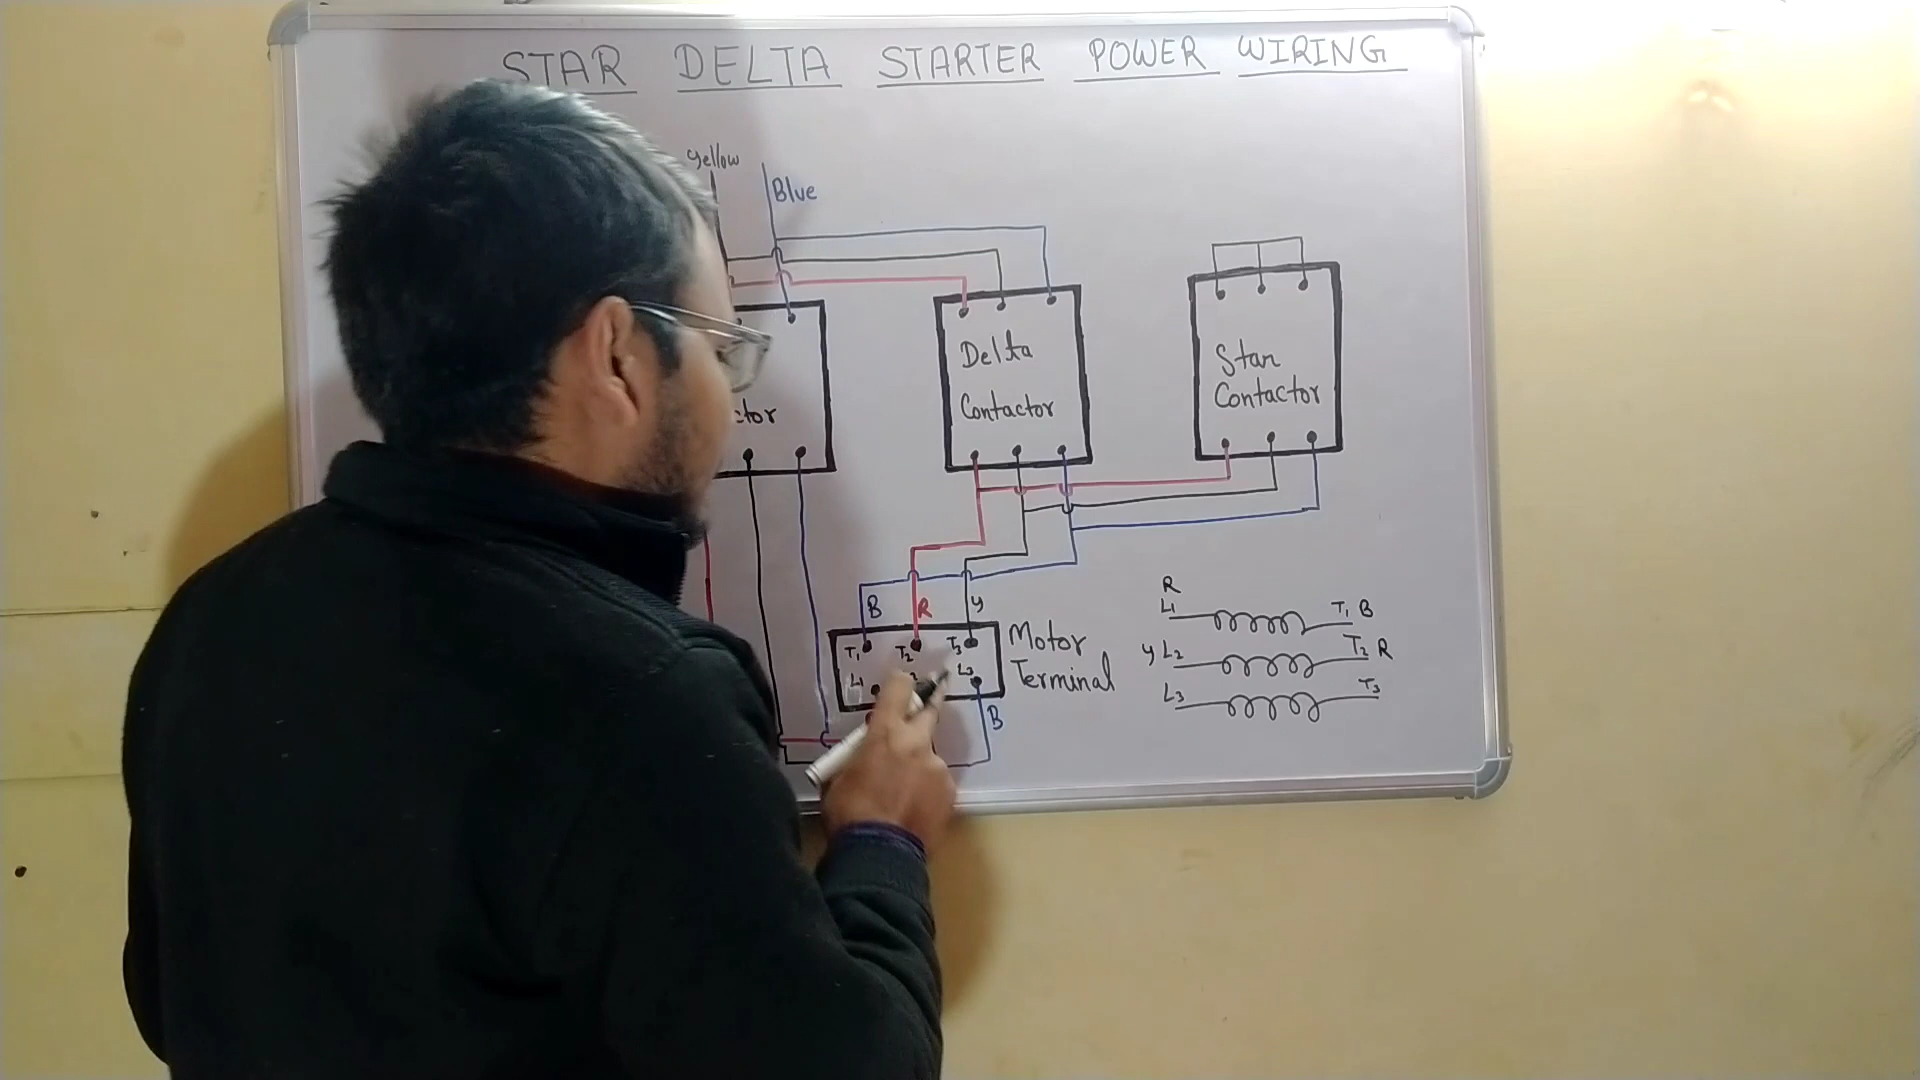 STAR DELTA STARTER POWER WIRING
yellow
Blue
Delta
Contactor
Star
Contactor
ctor
B R y
T1 T2 T3
L1 2 L3
Motor
Terminal
B
R
L1 T1 B
y L2 T2 R
L3 T3